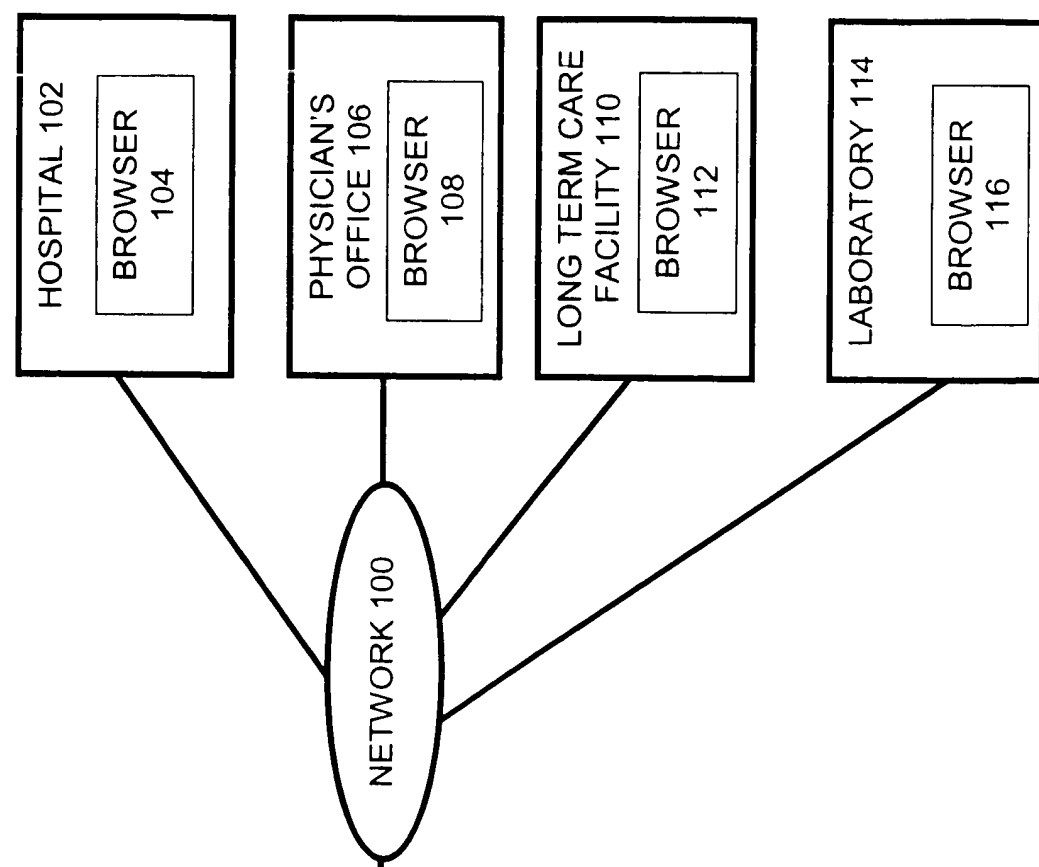 HOSPITAL 102
BROWSER
104
PHYSICIAN'S
OFFICE 106
BROWSER
108
LONG TERM CARE
FACILITY 110
BROWSER
112
LABORATORY 114
BROWSER
116
NETWORK 100